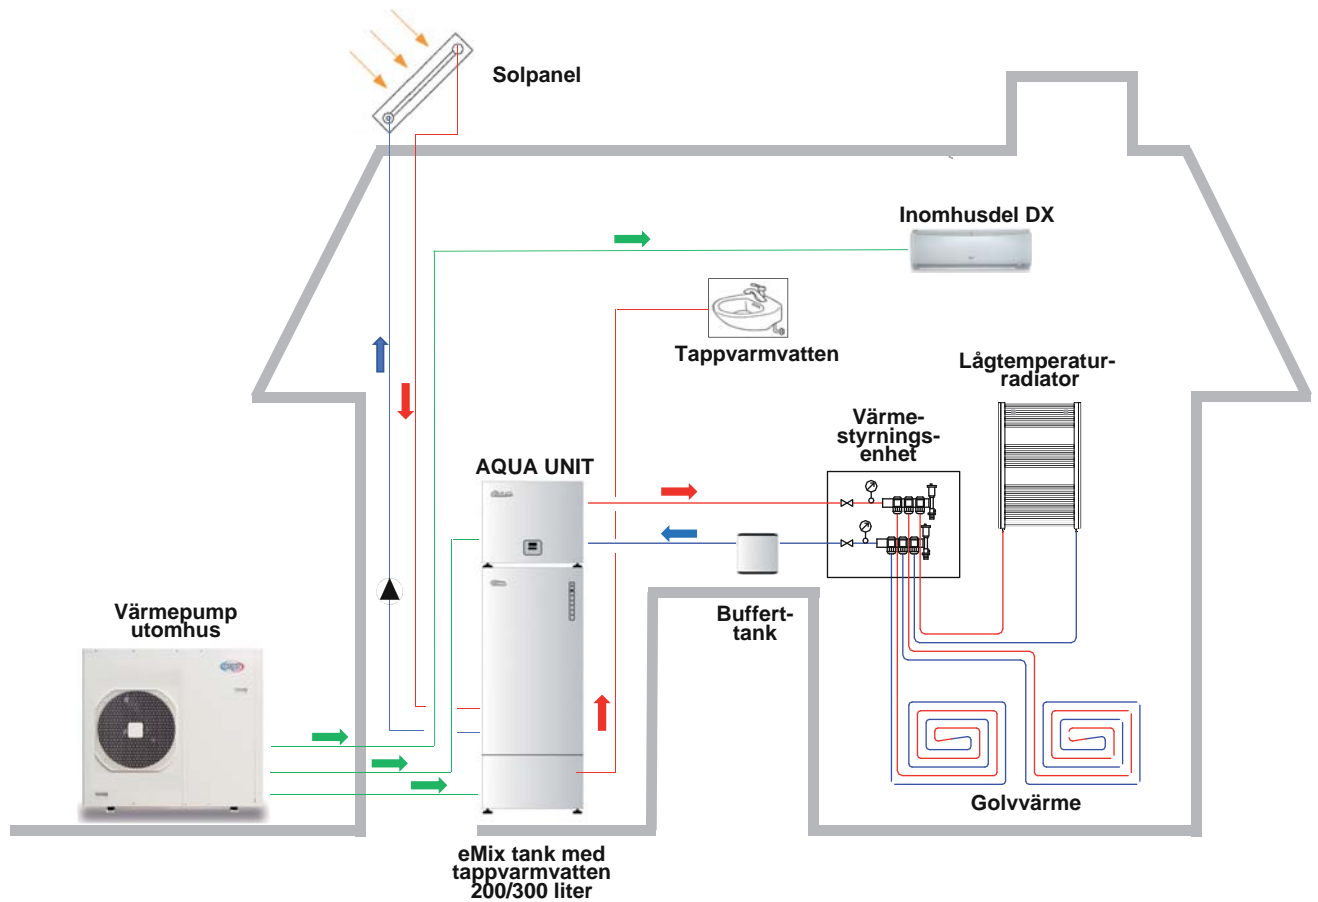 Solpanel
Inomhusdel DX
Tappvarmvatten
Lågtemperatur-
radiator
Värme-
styrnings-
enhet
AQUA UNIT
Värmepump
utomhus
Buffert-
tank
Golvvärme
eMix tank med
tappvarmvatten
200/300 liter